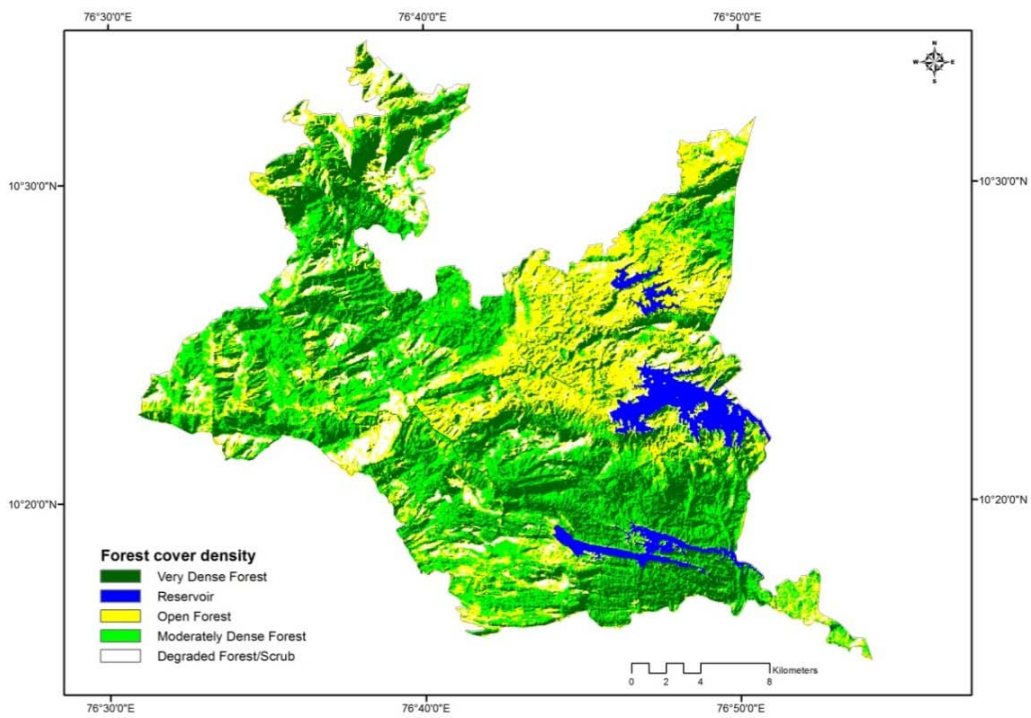 76°30'0"E 76°40'0"E 76°50'0"E
N
W E
S
10°30'0"N 10°30'0"N
10°20'0"N 10°20'0"N
Forest cover density
Very Dense Forest
Reservoir
Open Forest
Moderately Dense Forest
Degraded Forest/Scrub
Kilometers
0 2 4 8
76°30'0"E 76°40'0"E 76°50'0"E